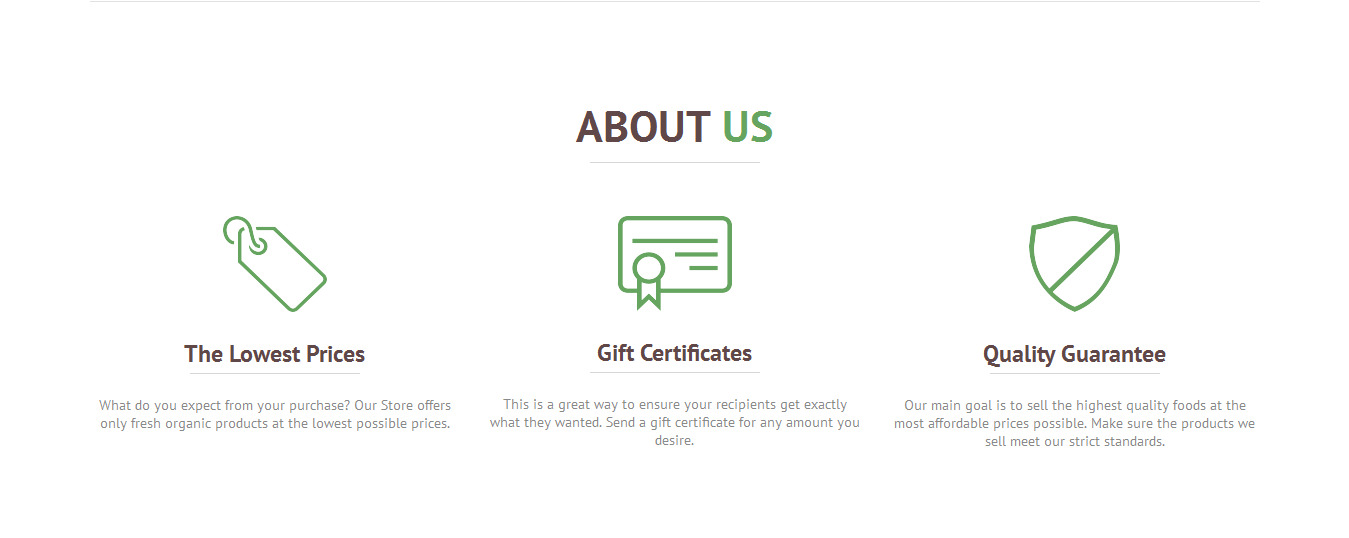 ABOUT US
The Lowest Prices
What do you expect from your purchase? Our Store offers
only fresh organic products at the lowest possible prices.
Gift Certificates
This is a great way to ensure your recipients get exactly
what they wanted. Send a gift certificate for any amount you
desire.
Quality Guarantee
Our main goal is to sell the highest quality foods at the
most affordable prices possible. Make sure the products we
sell meet our strict standards.